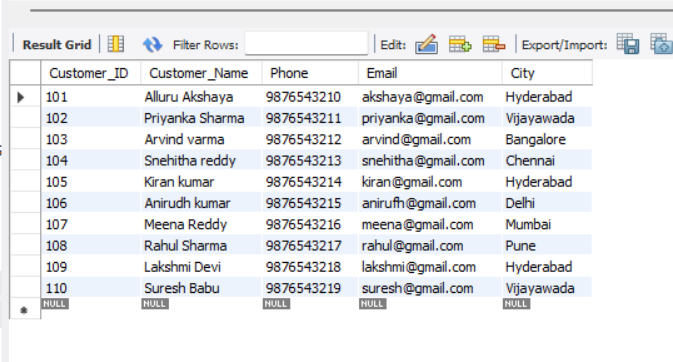 Result Grid Filter Rows: Edit: Export/Import:
Customer_ID Customer_Name Phone Email City
101 Alluru Akshaya 9876543210 akshaya@gmail.com Hyderabad
102 Priyanka Sharma 9876543211 priyanka@gmail.com Vijayawada
103 Arvind varma 9876543212 arvind@gmail.com Bangalore
104 Snehitha reddy 9876543213 snehitha@gmail.com Chennai
105 Kiran kumar 9876543214 kiran@gmail.com Hyderabad
106 Anirudh kumar 9876543215 anirufh@gmail.com Delhi
107 Meena Reddy 9876543216 meena@gmail.com Mumbai
108 Rahul Sharma 9876543217 rahul@gmail.com Pune
109 Lakshmi Devi 9876543218 lakshmi@gmail.com Hyderabad
110 Suresh Babu 9876543219 suresh@gmail.com Vijayawada
NULL NULL NULL NULL NULL